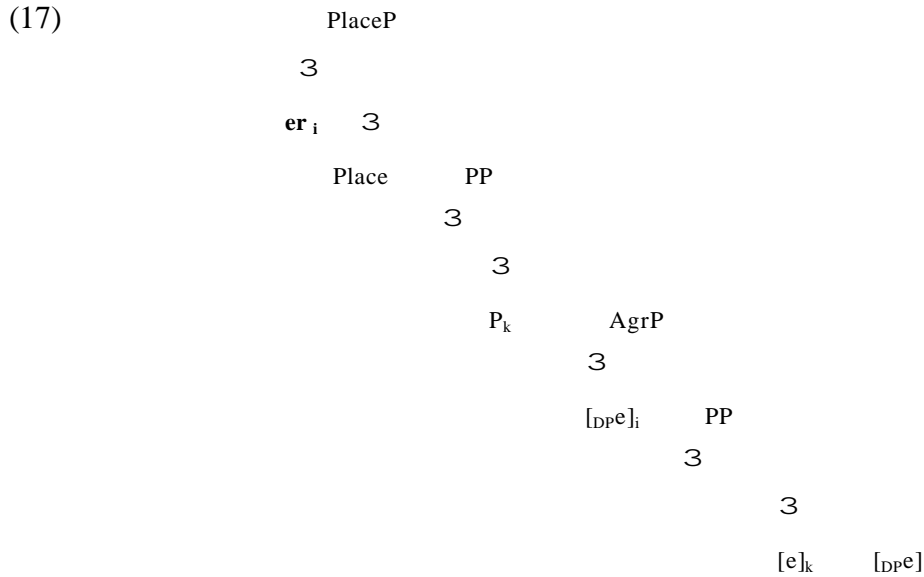 (17) PlaceP
3
er i 3
Place PP
3
3
Pk AgrP
3
[DPe]i PP
3
3
[e]k [DPe]